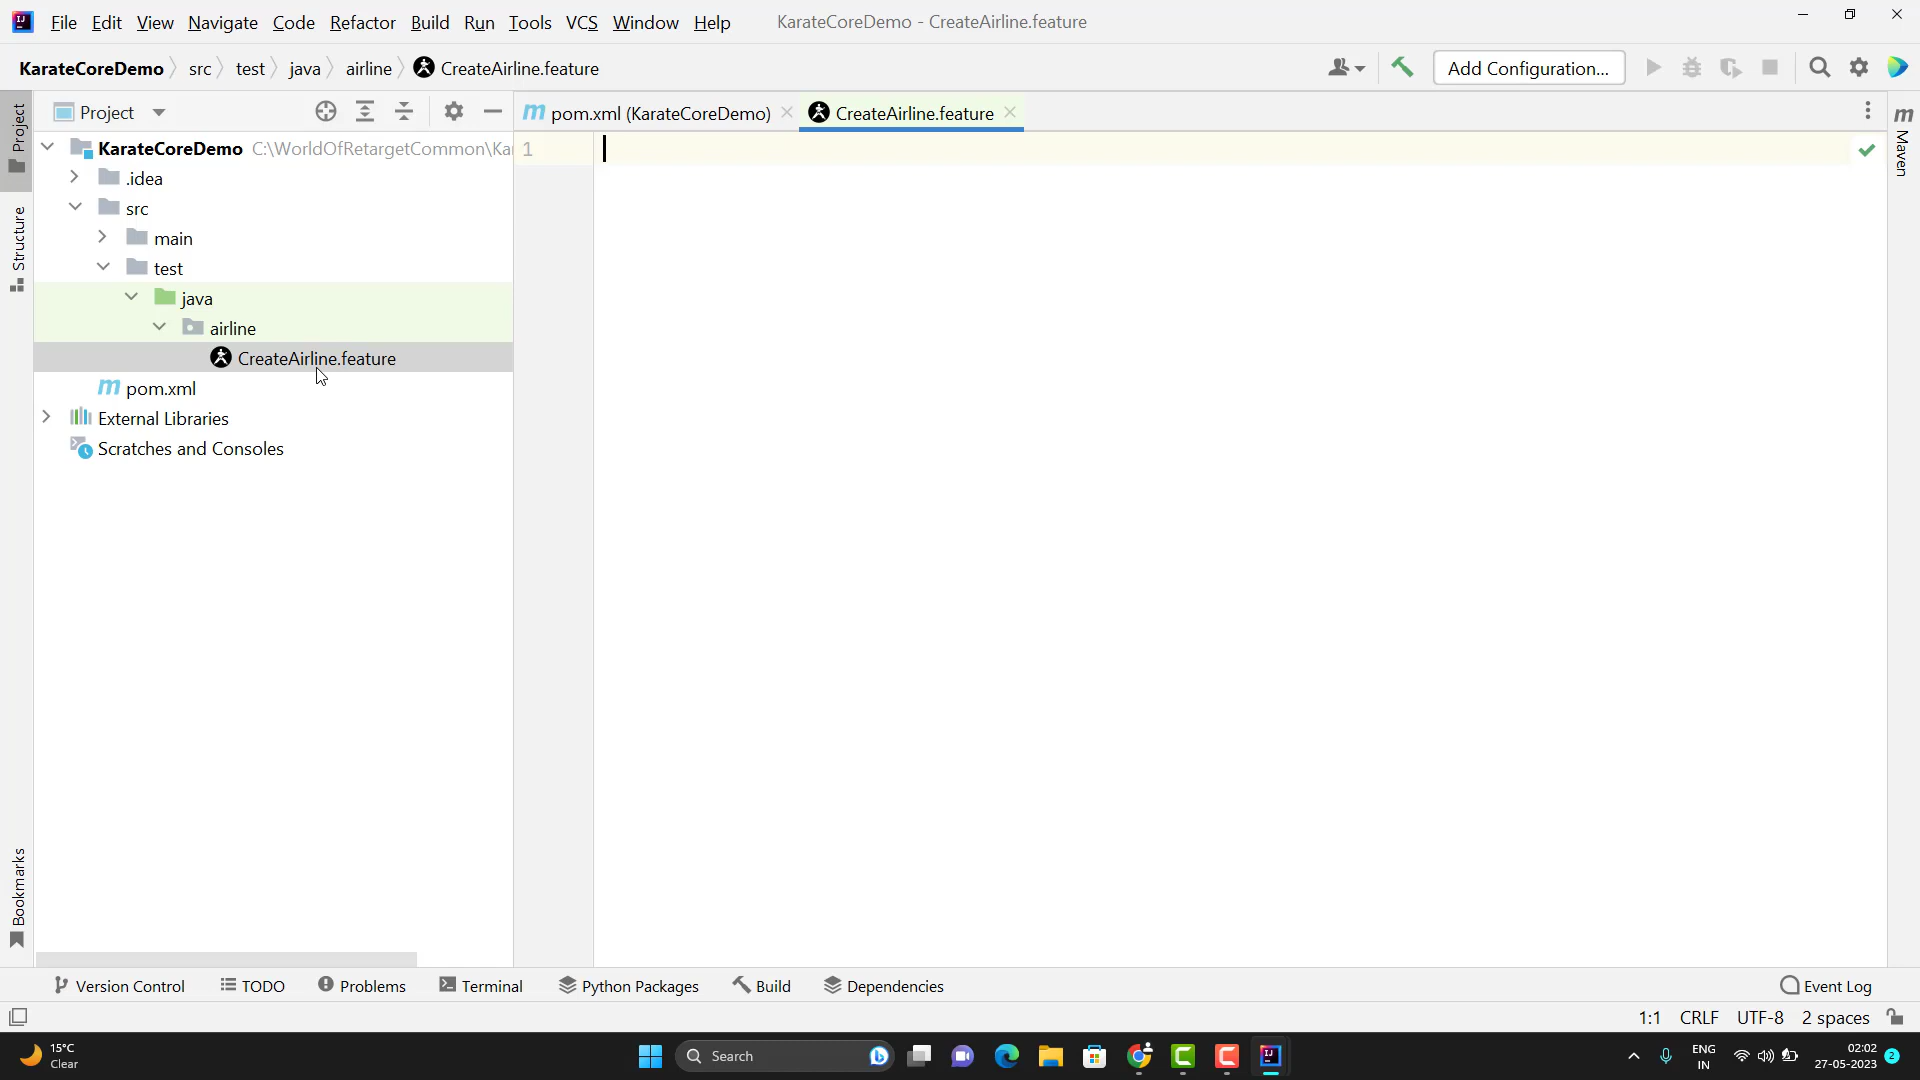 File Edit View Navigate Code Refactor Build Run Tools VCS Window Help KarateCoreDemo - CreateAirline.feature
KarateCoreDemo src test java airline CreateAirline.feature Add Configuration...
Project
pom.xml (KarateCoreDemo) CreateAirline.feature
Project
Structure
Bookmarks
KarateCoreDemo C:\WorldOfRetargetCommon\Ka
.idea
src
main
test
java
airline
CreateAirline.feature
pom.xml
External Libraries
Scratches and Consoles
1
m
Maven
Version Control TODO Problems Terminal Python Packages Build Dependencies Event Log
1:1 CRLF UTF-8 2 spaces
15°C
Clear
Search
ENG
IN
02:02
27-05-2023
2